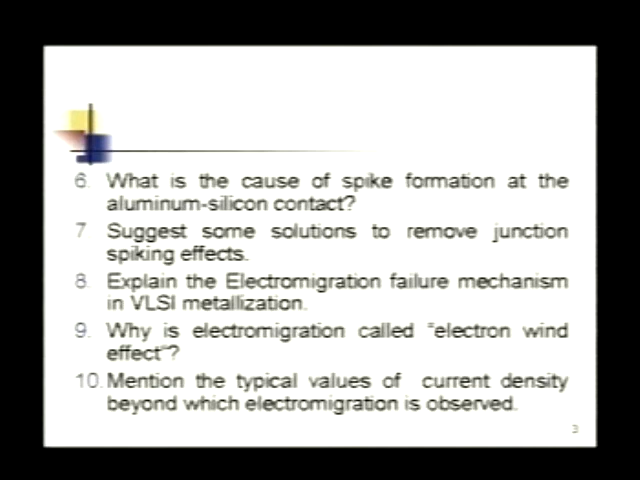 6. What is the cause of spike formation at the
aluminum-silicon contact?
7 Suggest some solutions to remove junction
spiking effects.
8. Explain the Electromigration failure mechanism
in VLSI metallization.
9. Why is electromigration called "electron wind
effect"?
10. Mention the typical values of current density
beyond which electromigration is observed.
3